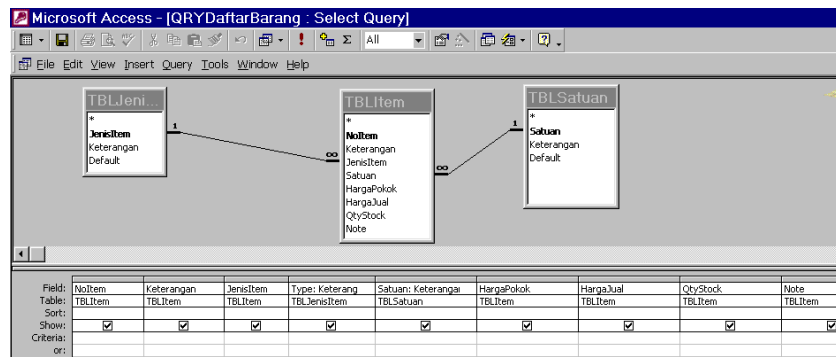 Microsoft Access - [QRYDaftarBarang : Select Query]
All
File Edit View Insert Query Tools Window Help
TBLJeni...
*
JenisItem
Keterangan
Default
1
∞
TBLItem
*
NoItem
Keterangan
JenisItem
Satuan
HargaPokok
HargaJual
QtyStock
Note
∞
1
TBLSatuan
*
Satuan
Keterangan
Default
Field: NoItem Keterangan JenisItem Type: Keterang Satuan: Keterangai HargaPokok HargaJual QtyStock Note
Table: TBLItem TBLItem TBLItem TBLJenisItem TBLSatuan TBLItem TBLItem TBLItem TBLItem
Sort:
Show:
Criteria:
or: